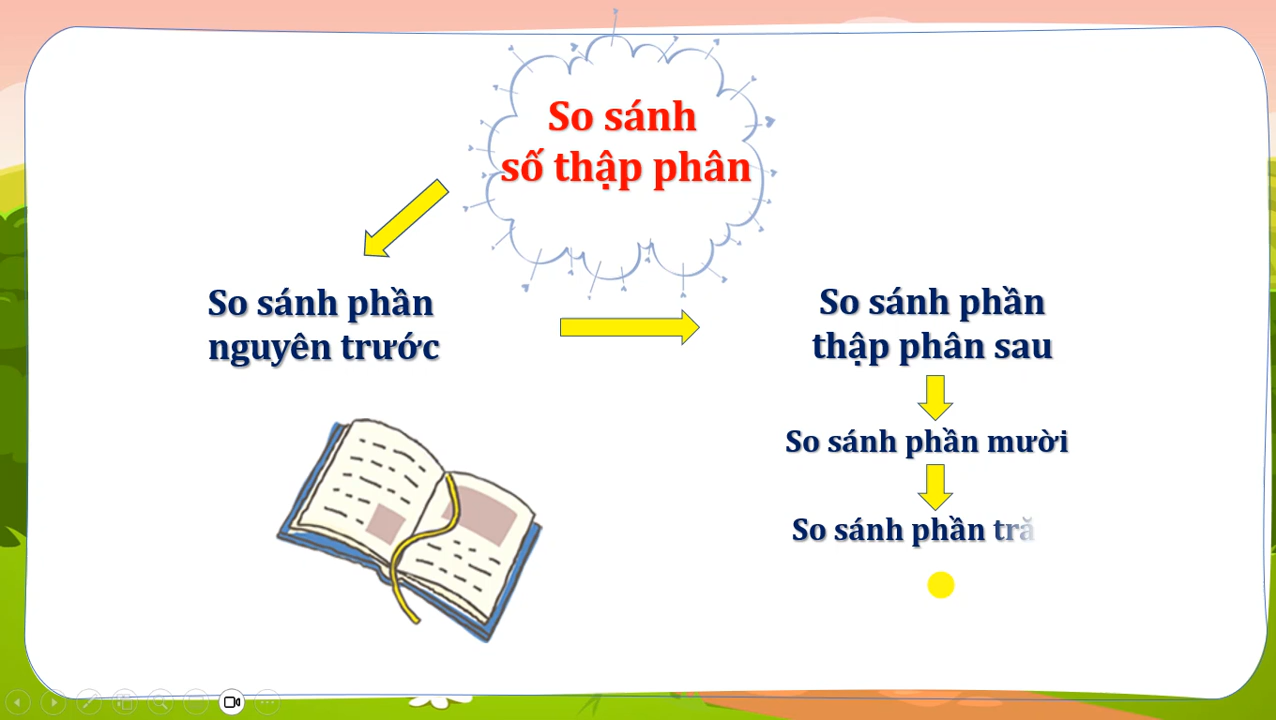 So sánh
số thập phân
So sánh phần
nguyên trước
So sánh phần
thập phân sau
So sánh phần mười
So sánh phần